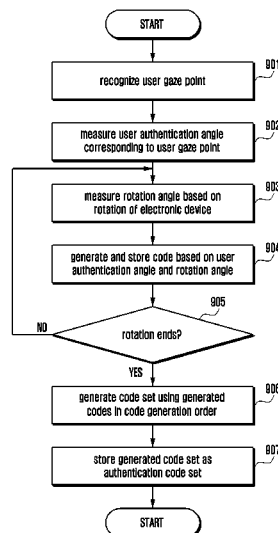 START
901
recognize user gaze point
902
measure user authentication angle
corresponding to user gaze point
903
measure rotation angle based on
rotation of electronic device
904
generate and store code based on user
authentication angle and rotation angle
905
rotation ends?
NO
YES
906
generate code set using generated
codes in code generation order
907
store generated code set as
authentication code set
START